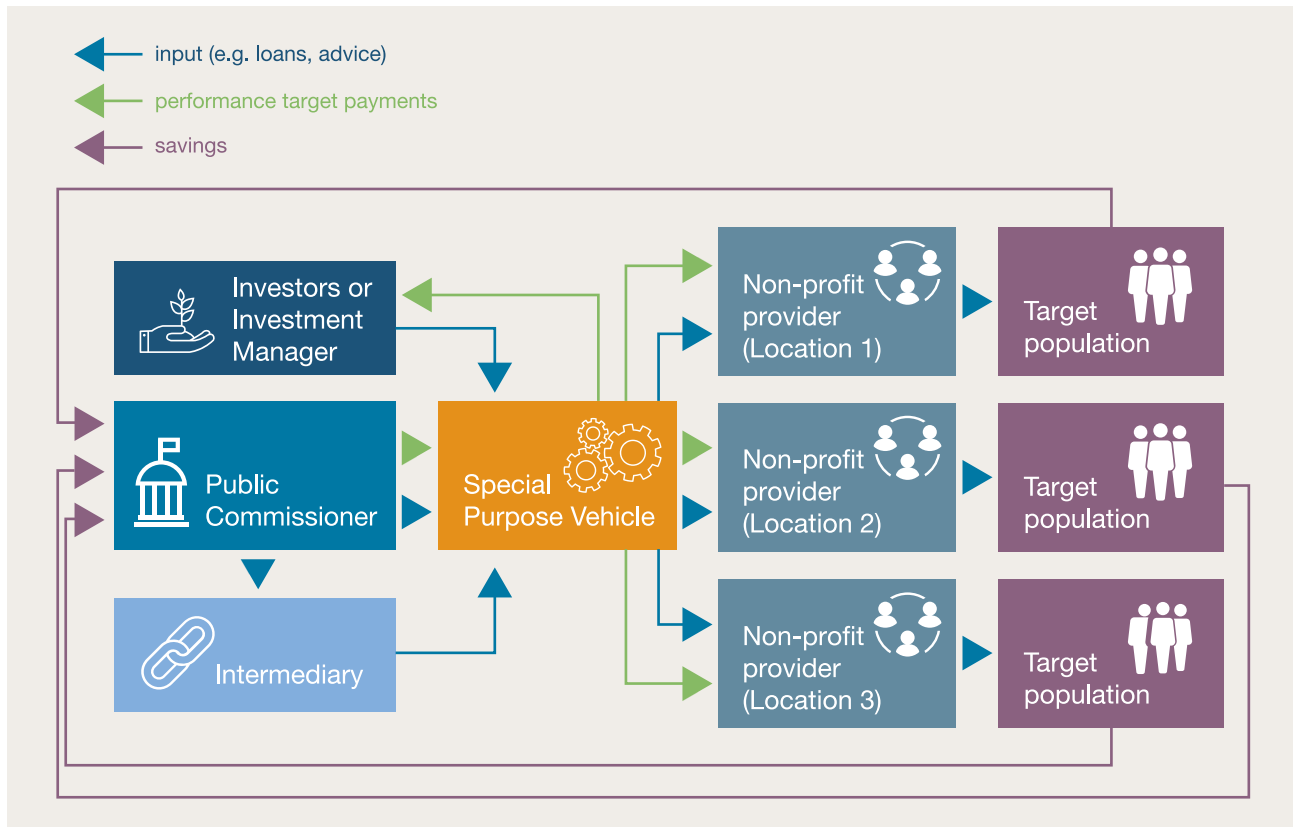 input (e.g. loans, advice)
performance target payments
savings
Investors or
Investment
Manager
Public
Commissioner
Intermediary
Special
Purpose Vehicle
Non-profit
provider
(Location 1)
Target
population
Non-profit
provider
(Location 2)
Target
population
Non-profit
provider
(Location 3)
Target
population